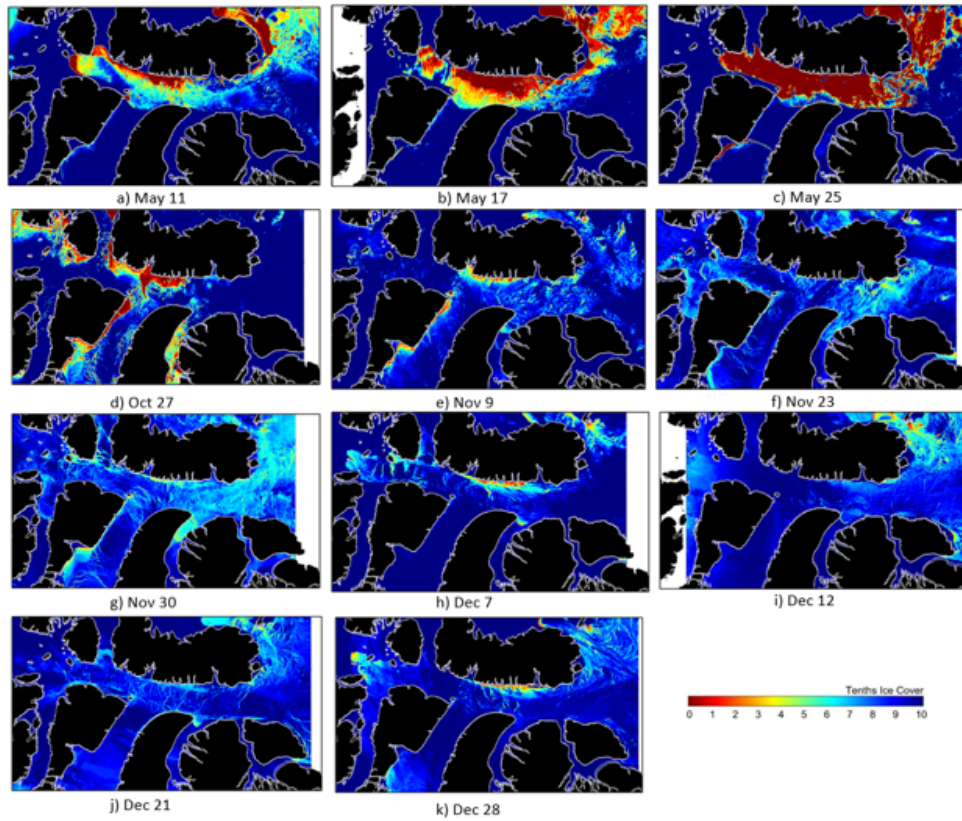 a) May 11
b) May 17
c) May 25
d) Oct 27
e) Nov 9
f) Nov 23
g) Nov 30
h) Dec 7
i) Dec 12
j) Dec 21
k) Dec 28
Tenths Ice Cover
0 1 2 3 4 5 6 7 8 9 10